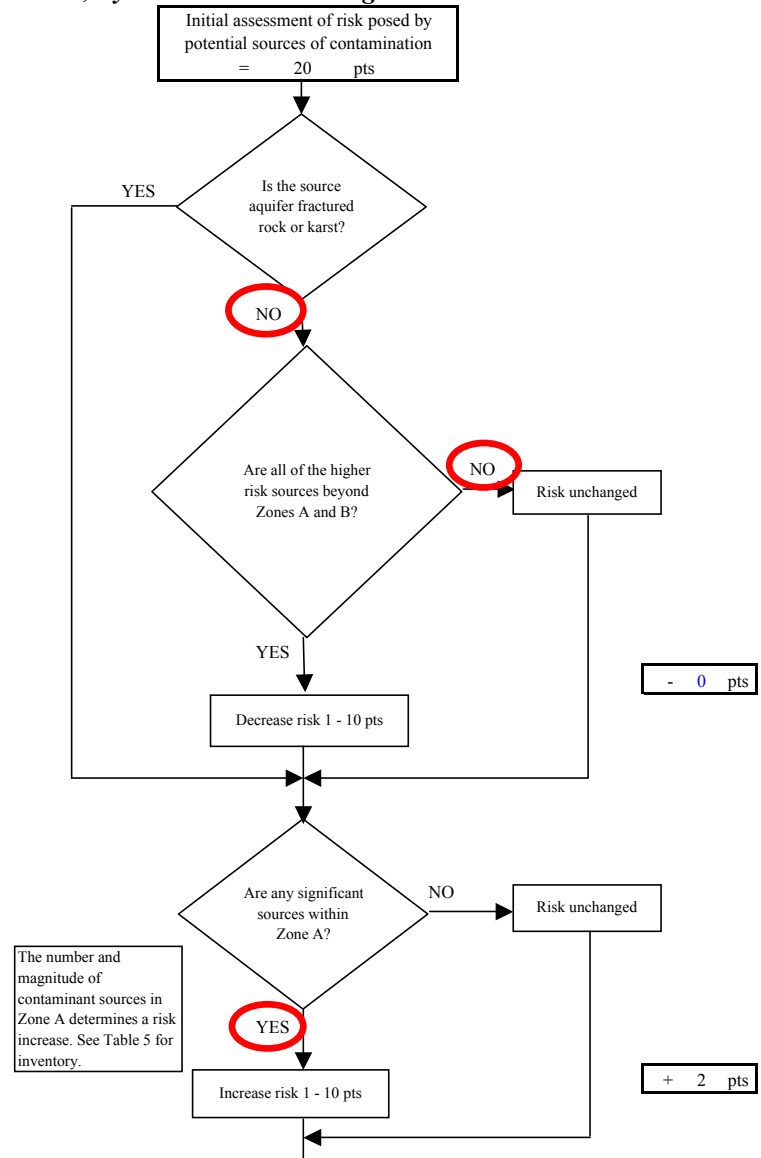 Initial assessment of risk posed by
potential sources of contamination
= 20 pts
YES
Is the source
aquifer fractured
rock or karst?
NO
Are all of the higher
risk sources beyond
Zones A and B?
NO
Risk unchanged
YES
- 0 pts
Decrease risk 1 - 10 pts
Are any significant
sources within
Zone A?
NO
Risk unchanged
The number and
magnitude of
contaminant sources in
Zone A determines a risk
increase. See Table 5 for
inventory.
YES
Increase risk 1 - 10 pts
+ 2 pts